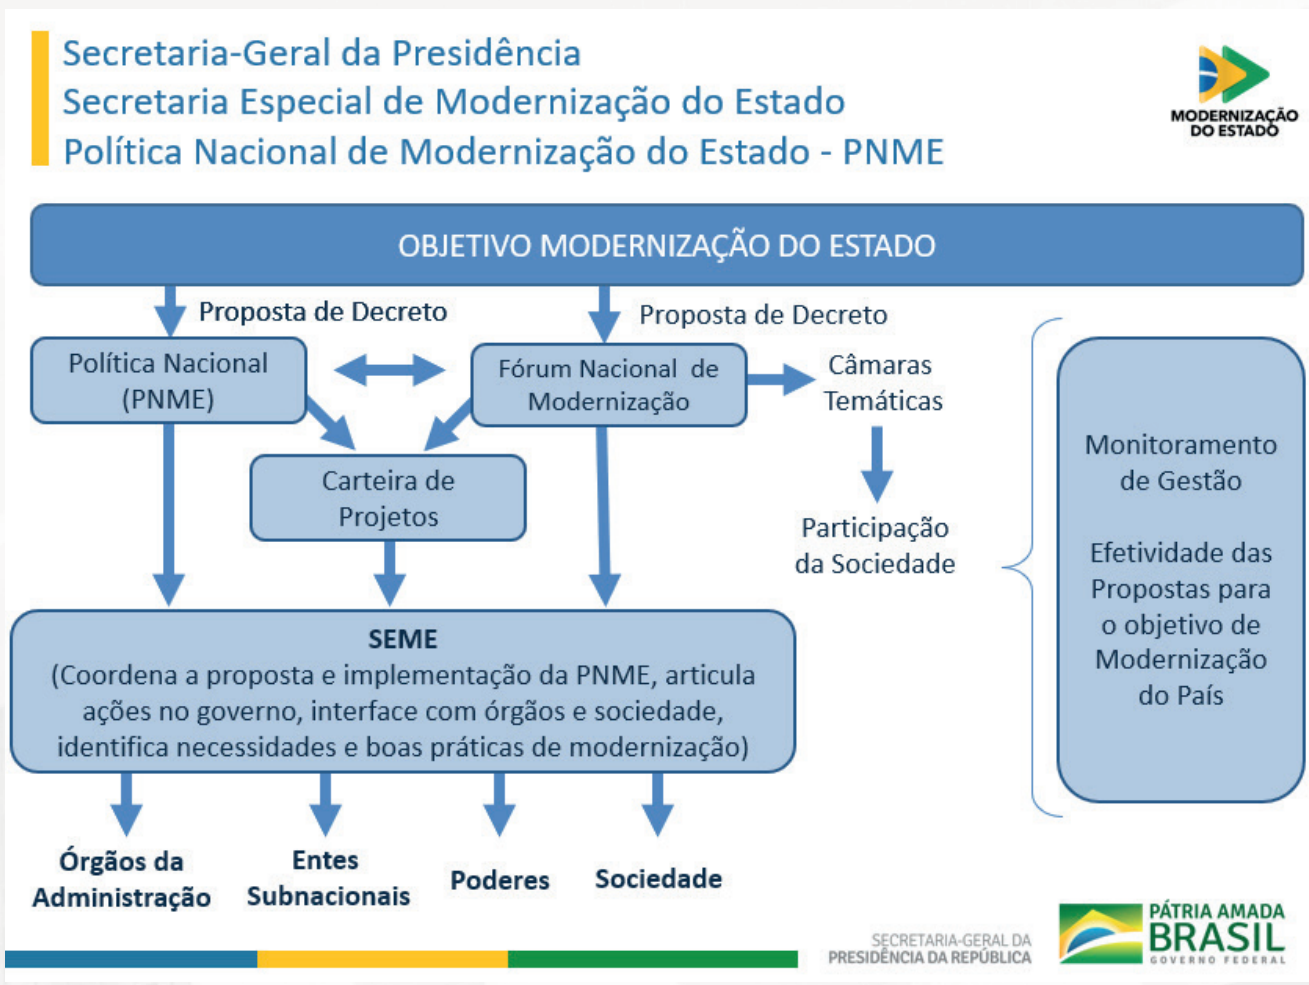 Secretaria-Geral da Presidência
Secretaria Especial de Modernização do Estado
Política Nacional de Modernização do Estado - PNME
MODERNIZAÇÃO
DO ESTADO
OBJETIVO MODERNIZAÇÃO DO ESTADO
Proposta de Decreto
Proposta de Decreto
Política Nacional
(PNME)
Fórum Nacional de
Modernização
Câmaras
Temáticas
Carteira de
Projetos
Participação
da Sociedade
Monitoramento
de Gestão
Efetividade das
Propostas para
o objetivo de
Modernização
do País
SEME
(Coordena a proposta e implementação da PNME, articula
ações no governo, interface com órgãos e sociedade,
identifica necessidades e boas práticas de modernização)
Órgãos da
Administração
Entes
Subnacionais
Poderes
Sociedade
SECRETARIA-GERAL DA
PRESIDÊNCIA DA REPÚBLICA
PÁTRIA AMADA
BRASIL
GOVERNO FEDERAL